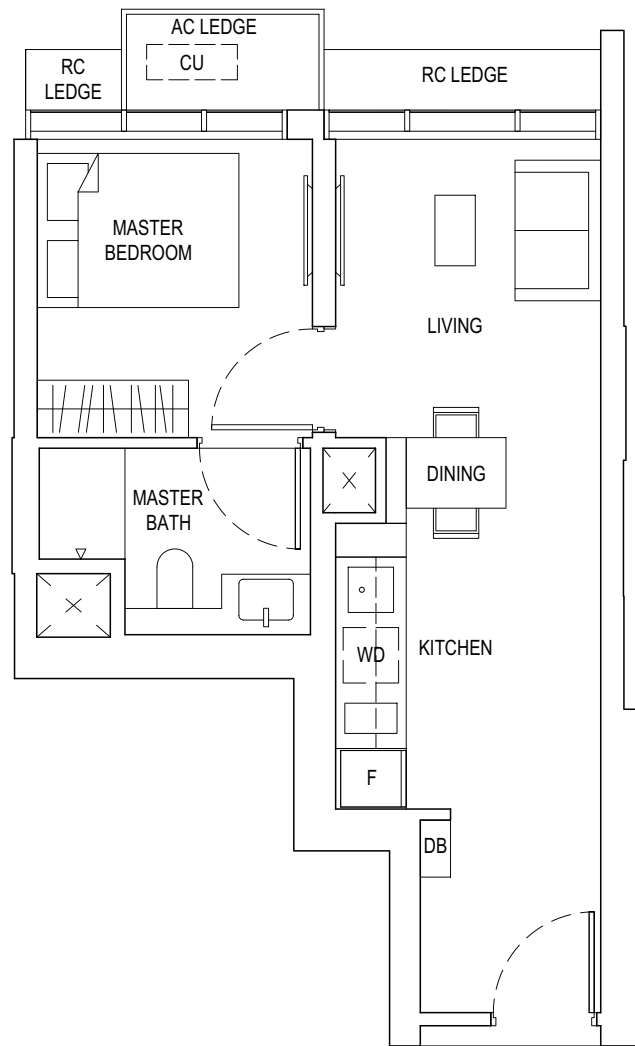 AC LEDGE
CU
RC
LEDGE
RC LEDGE
MASTER
BEDROOM
LIVING
DINING
MASTER
BATH
KITCHEN
WD
F
DB